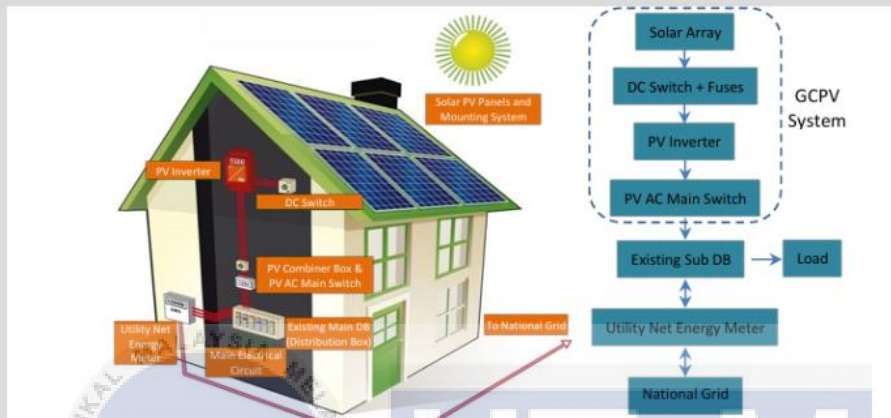 Solar PV Panels and
Mounting System
PV Inverter
DC Switch
PV Combiner Box &
PV AC Main Switch
Utility Net
Energy
Meter
Existing Main DB
(Distribution Box)
Main Electrical
Circuit
To National Grid
Solar Array
DC Switch + Fuses
PV Inverter
PV AC Main Switch
GCPV
System
Existing Sub DB
Load
Utility Net Energy Meter
National Grid